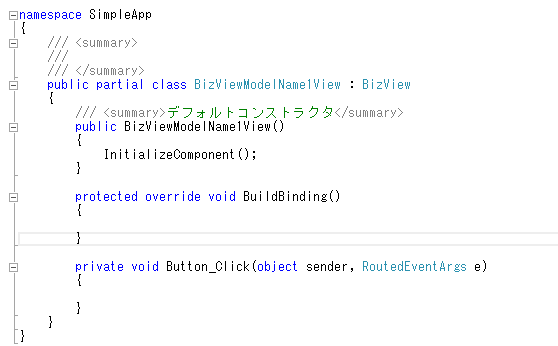 namespace SimpleApp
{
    /// <summary>
    ///
    /// </summary>
    public partial class BizViewModelName1View : BizView
    {
        /// <summary>デフォルトコンストラクタ</summary>
        public BizViewModelName1View()
        {
            InitializeComponent();
        }

        protected override void BuildBinding()
        {

        }

        private void Button_Click(object sender, RoutedEventArgs e)
        {

        }
    }
}